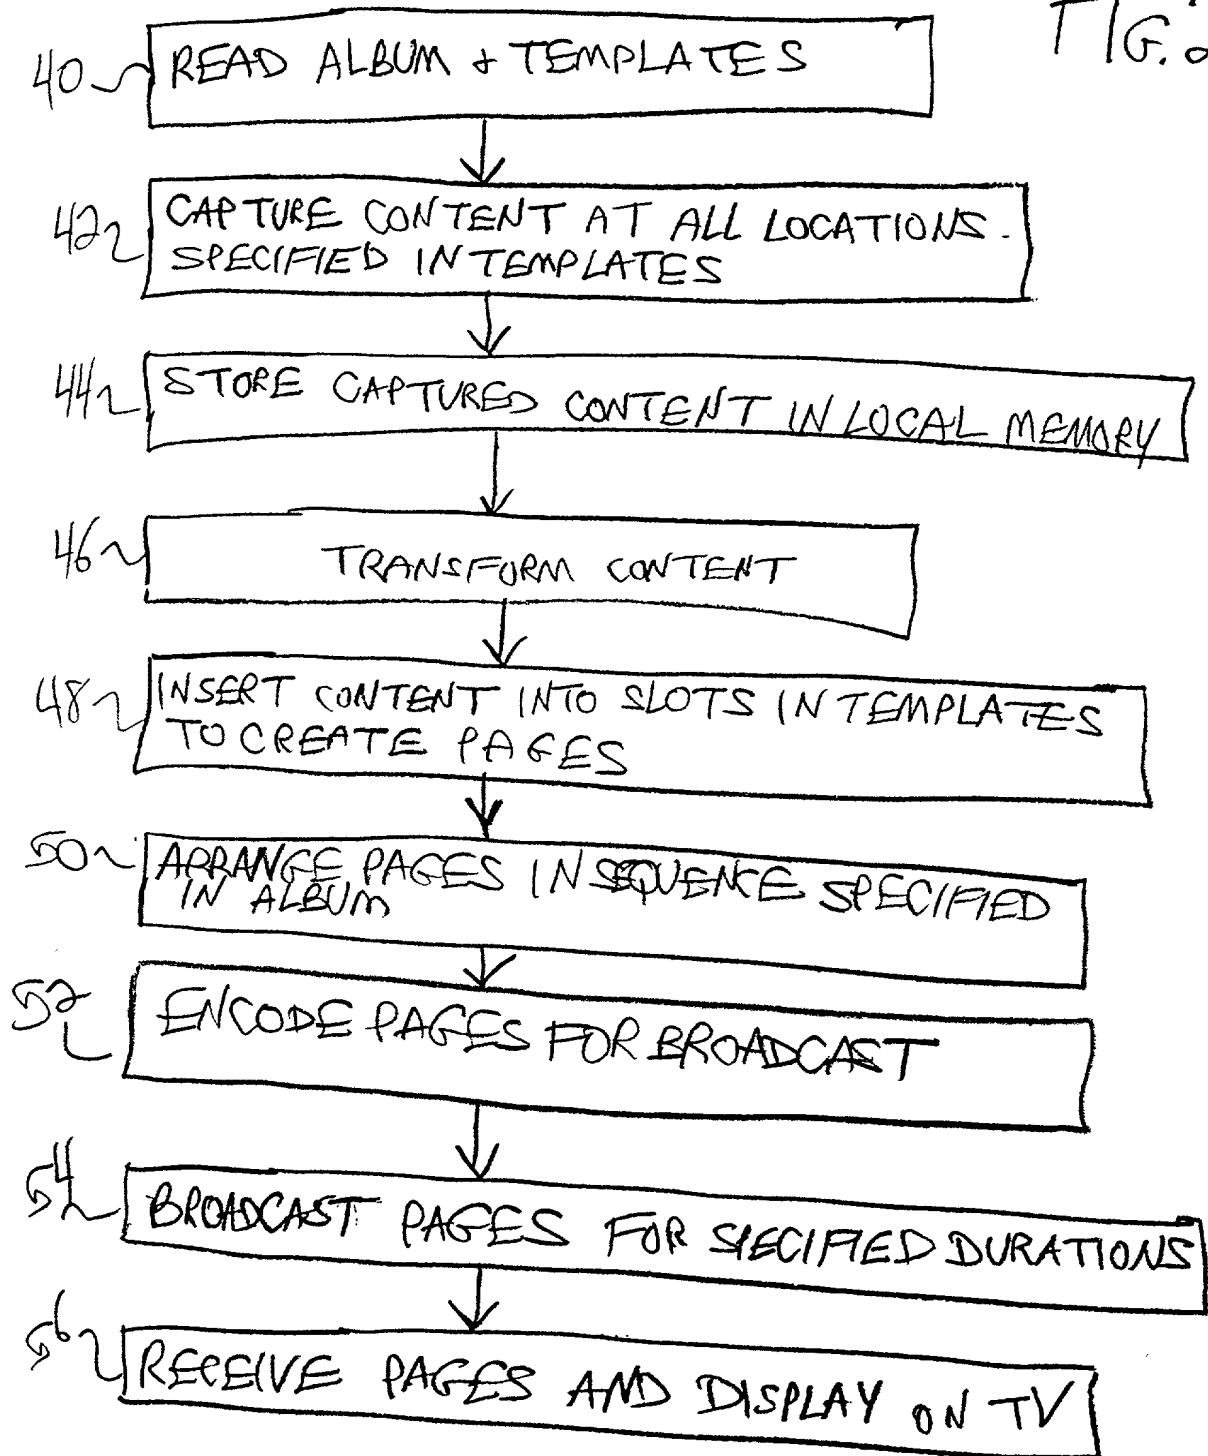 FIG.
40 READ ALBUM & TEMPLATES
42 CAPTURE CONTENT AT ALL LOCATIONS.
SPECIFIED IN TEMPLATES
44 STORE CAPTURED CONTENT IN LOCAL MEMORY
46 TRANSFORM CONTENT
48 INSERT CONTENT INTO SLOTS IN TEMPLATES
TO CREATE PAGES
50 ARRANGE PAGES IN SEQUENCE SPECIFIED
IN ALBUM
52 ENCODE PAGES FOR BROADCAST
54 BROADCAST PAGES FOR SPECIFIED DURATIONS
56 RECEIVE PAGES AND DISPLAY ON TV